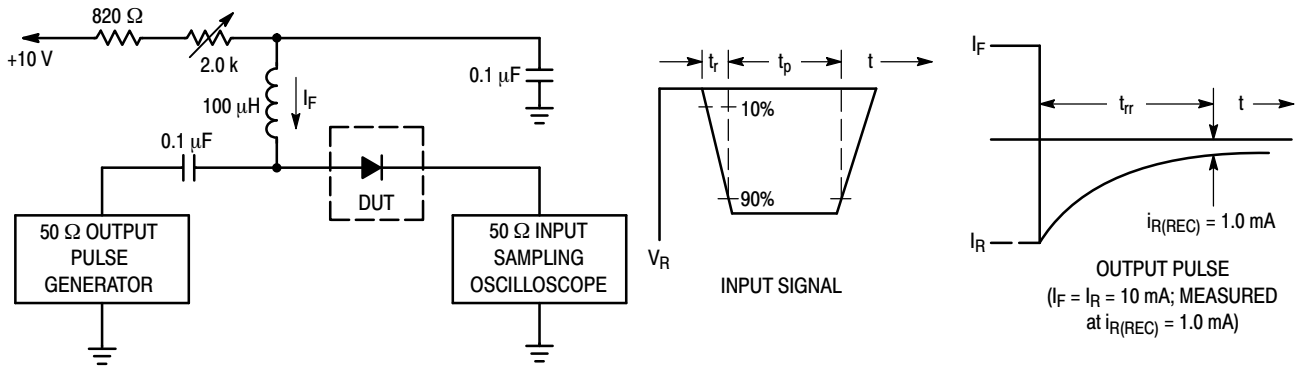 820 Ω
+10 V
2.0 k
100 μH
I_F
0.1 μF
0.1 μF
DUT
50 Ω OUTPUT
PULSE
GENERATOR
50 Ω INPUT
SAMPLING
OSCILLOSCOPE
t_r
t_p
t
10%
90%
V_R
INPUT SIGNAL
I_F
t_rr
t
I_R
i_R(REC) = 1.0 mA
OUTPUT PULSE
(I_F = I_R = 10 mA; MEASURED
at i_R(REC) = 1.0 mA)